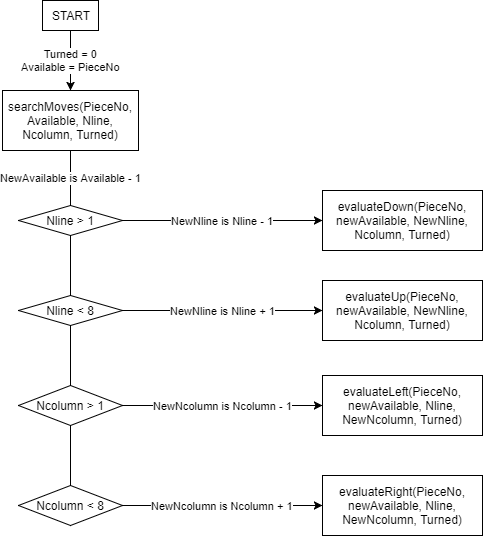 START
Turned = 0
Available = PieceNo
searchMoves(PieceNo,
Available, Nline,
Ncolumn, Turned)
NewAvailable is Available - 1
Nline > 1
NewNline is Nline - 1
evaluateDown(PieceNo,
newAvailable, NewNline,
Ncolumn, Turned)
Nline < 8
NewNline is Nline + 1
evaluateUp(PieceNo,
newAvailable, NewNline,
Ncolumn, Turned)
Ncolumn > 1
NewNcolumn is Ncolumn - 1
evaluateLeft(PieceNo,
newAvailable, Nline,
NewNcolumn, Turned)
Ncolumn < 8
NewNcolumn is Ncolumn + 1
evaluateRight(PieceNo,
newAvailable, Nline,
NewNcolumn, Turned)